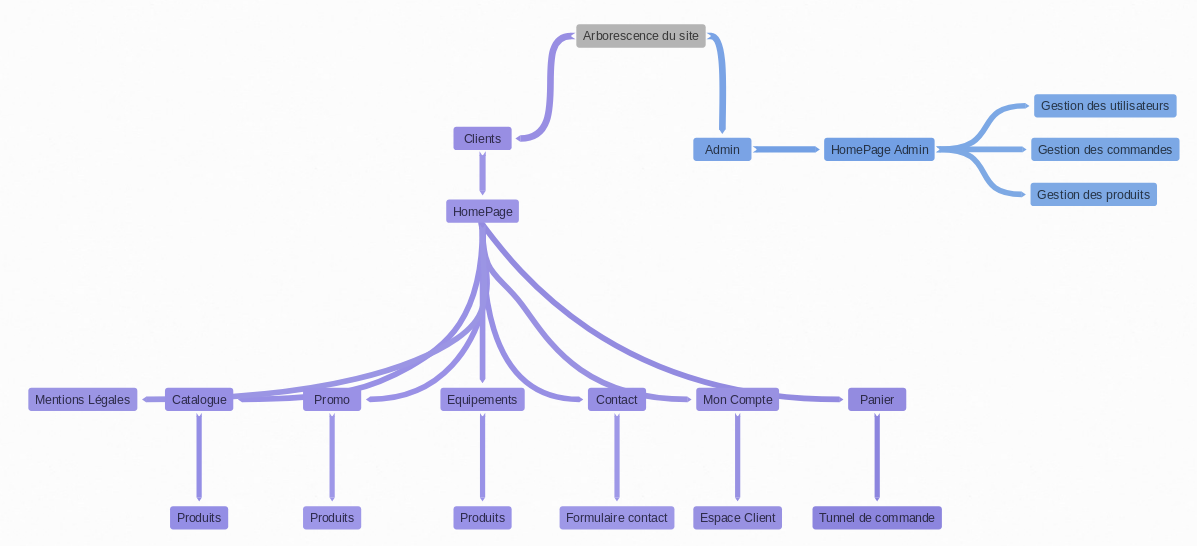 Arborescence du site
Gestion des utilisateurs
Clients
Admin
HomePage Admin
Gestion des commandes
Gestion des produits
HomePage
Mentions Légales
Catalogue
Promo
Equipements
Contact
Mon Compte
Panier
Produits
Produits
Produits
Formulaire contact
Espace Client
Tunnel de commande